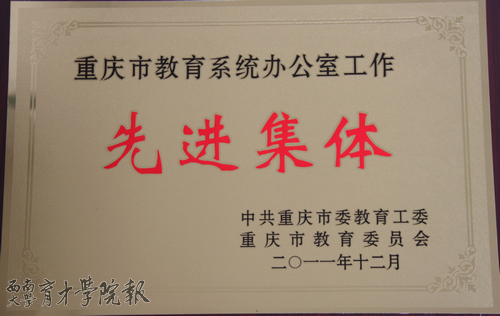 重庆市教育系统办公室工作
先进集体
中共重庆市委教育工委
重庆市教育委员会
二〇一一年十二月
西南大学育才學院報